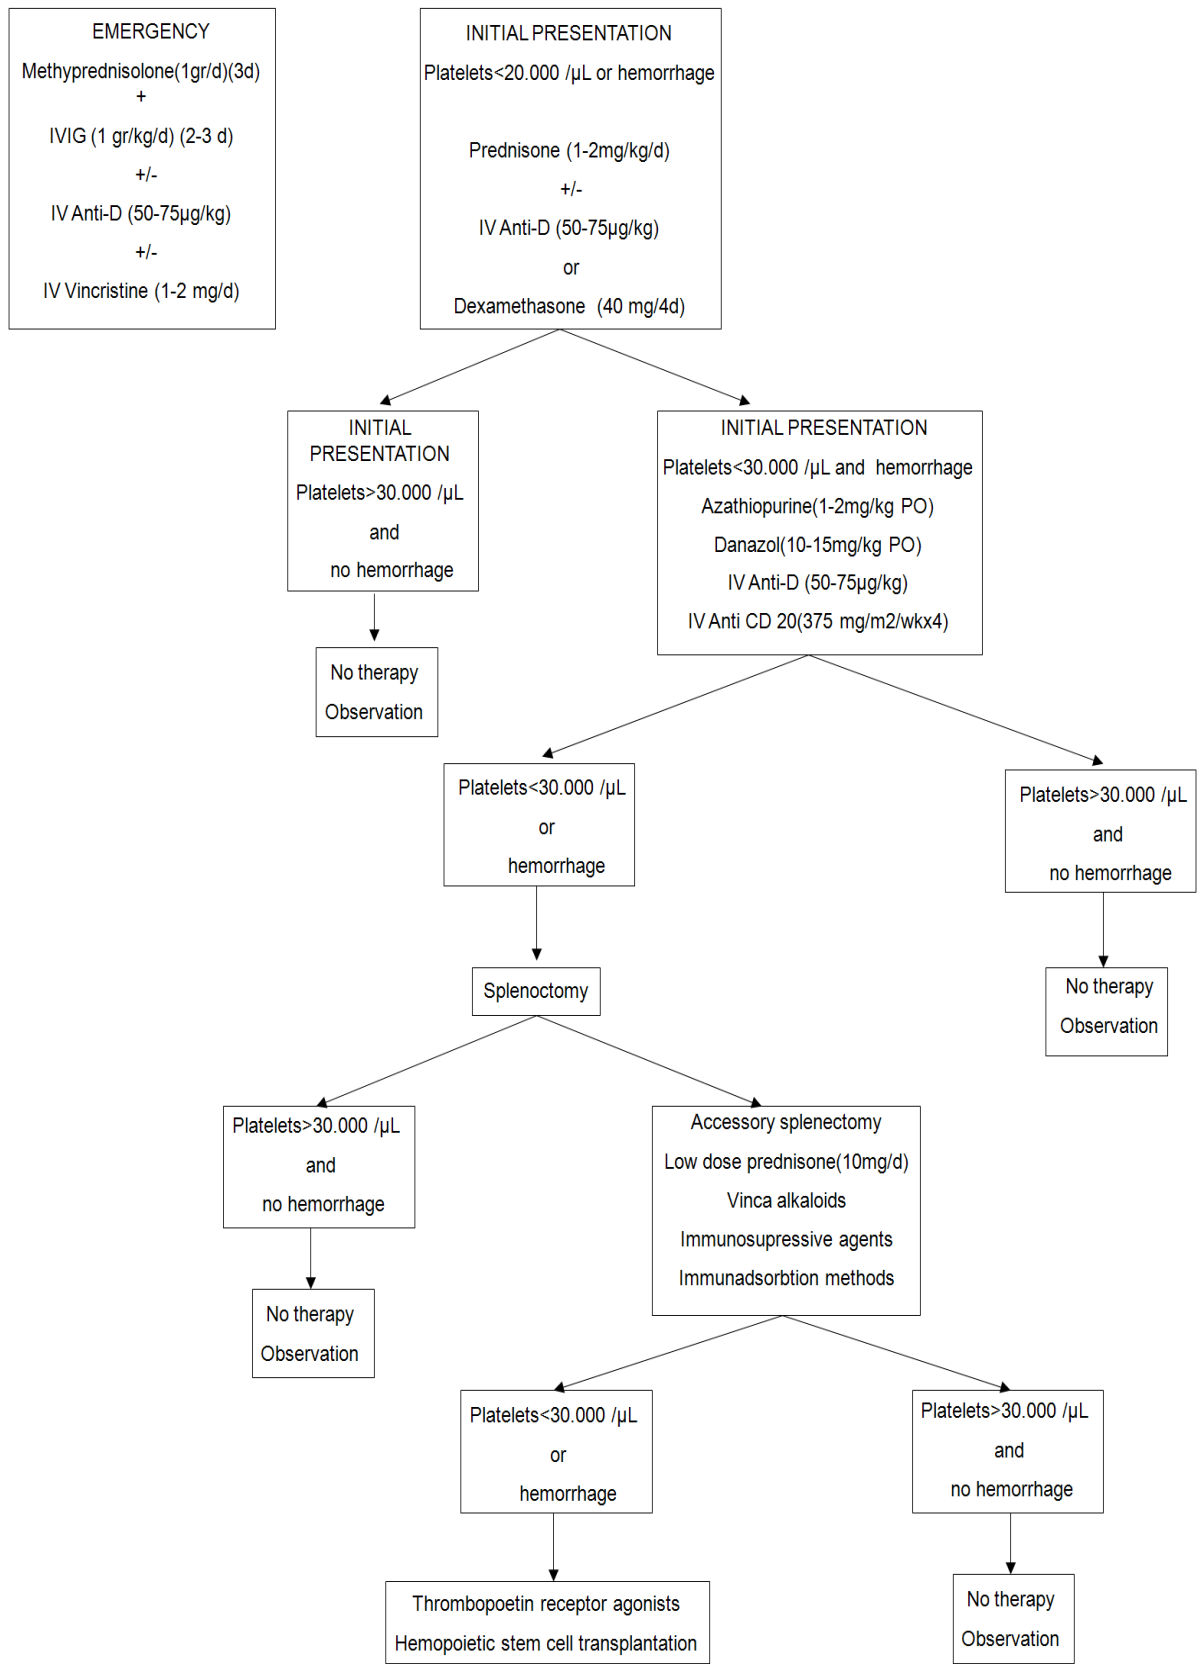 EMERGENCY
Methyprednisolone(1gr/d)(3d)
+
IVIG (1 gr/kg/d) (2-3 d)
+/-
IV Anti-D (50-75µg/kg)
+/-
IV Vincristine (1-2 mg/d)
INITIAL PRESENTATION
Platelets<20.000 /µL or hemorrhage
Prednisone (1-2mg/kg/d)
+/-
IV Anti-D (50-75µg/kg)
or
Dexamethasone (40 mg/4d)
INITIAL
PRESENTATION
Platelets>30.000 /µL
and
no hemorrhage
No therapy
Observation
INITIAL PRESENTATION
Platelets<30.000 /µL and hemorrhage
Azathiopurine(1-2mg/kg PO)
Danazol(10-15mg/kg PO)
IV Anti-D (50-75µg/kg)
IV Anti CD 20(375 mg/m2/wkx4)
Platelets<30.000 /µL
or
hemorrhage
Platelets>30.000 /µL
and
no hemorrhage
Splenoctomy
No therapy
Observation
Platelets>30.000 /µL
and
no hemorrhage
No therapy
Observation
Accessory splenectomy
Low dose prednisone(10mg/d)
Vinca alkaloids
Immunosupressive agents
Immunadsorbtion methods
Platelets<30.000 /µL
or
hemorrhage
Platelets>30.000 /µL
and
no hemorrhage
Thrombopoetin receptor agonists
Hemopoietic stem cell transplantation
No therapy
Observation